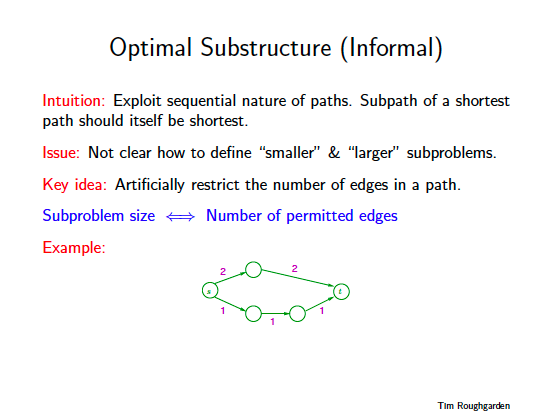 Optimal Substructure (Informal)
Intuition: Exploit sequential nature of paths. Subpath of a shortest
path should itself be shortest.
Issue: Not clear how to define “smaller” & “larger” subproblems.
Key idea: Artificially restrict the number of edges in a path.
Subproblem size ⟺ Number of permitted edges
Example:
2
2
s
t
1
1
1
Tim Roughgarden